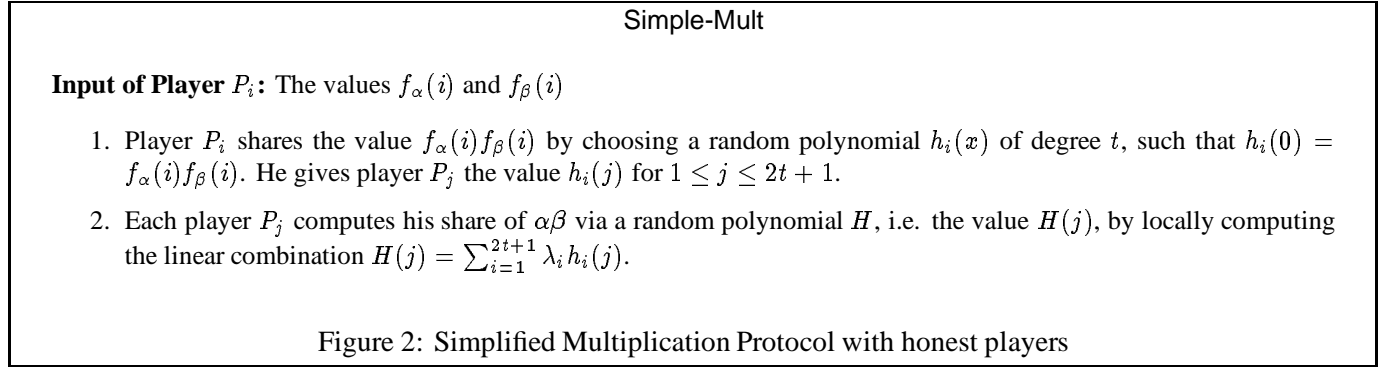 Simple-Mult
Input of Player P_i: The values f_α(i) and f_β(i)
1. Player P_i shares the value f_α(i)f_β(i) by choosing a random polynomial h_i(x) of degree t, such that h_i(0) =
f_α(i)f_β(i). He gives player P_j the value h_i(j) for 1 ≤ j ≤ 2t + 1.
2. Each player P_j computes his share of αβ via a random polynomial H, i.e. the value H(j), by locally computing
the linear combination H(j) = ∑_{i=1}^{2t+1} λ_i h_i(j).
Figure 2: Simplified Multiplication Protocol with honest players